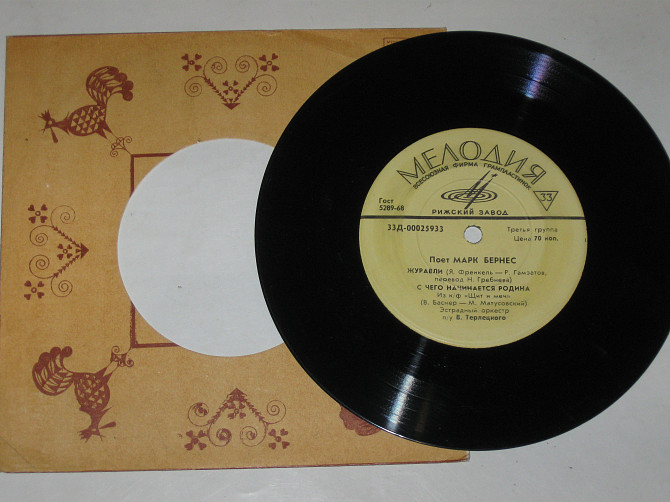 МЕЛОДИЯ
ВСЕСОЮЗНАЯ ФИРМА ГРАМПЛАСТИНОК
33
Гост
5289-68
РИЖСКИЙ ЗАВОД
33Д-00025933
Третья группа
Цена 70 коп.
Поет МАРК БЕРНЕС
ЖУРАВЛИ (Я. Френкель — Р. Гамзатов,
перевод Н. Гребнева)
С ЧЕГО НАЧИНАЕТСЯ РОДИНА
Из к/ф «Щит и меч»
(В. Баснер — М. Матусовский)
Эстрадный оркестр
п/у В. Терлецкого